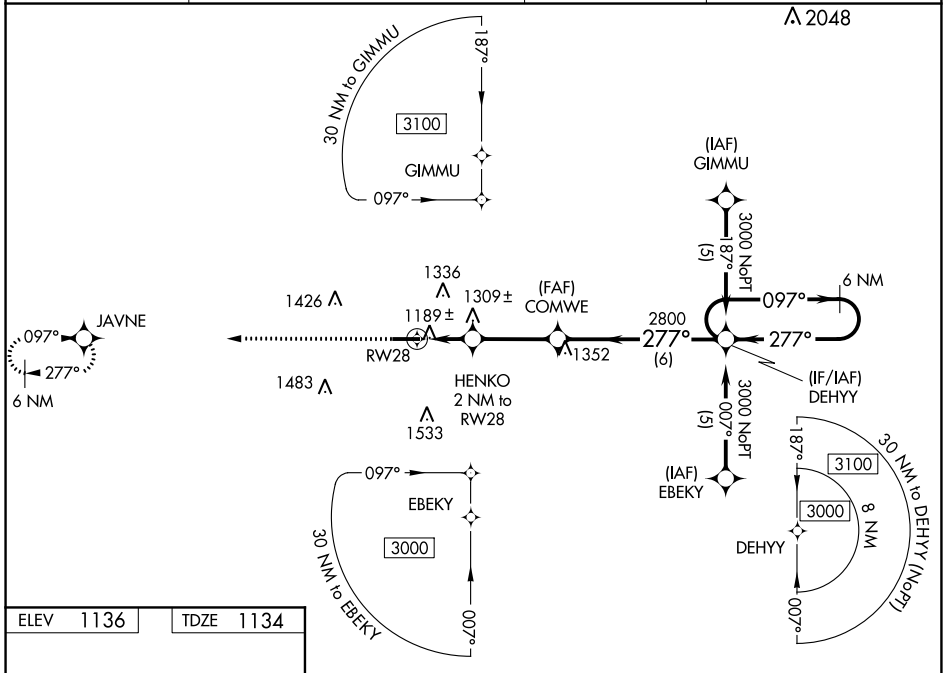 2048
30 NM to GIMMU
187°
3100
GIMMU
097°
(IAF)
GIMMU
3000 NoPT
187°
(5)
6 NM
097°
277°
1336
1426
1309±
1189±
(FAF)
COMWE
2800
277°
(6)
1352
JAVNE
097°
277°
6 NM
RW28
HENKO
2 NM to
RW28
1483
1533
(IF/IAF)
DEHYY
3000 NoPT
007°
(5)
(IAF)
EBEKY
097°
EBEKY
3000
30 NM to EBEKY
007°
187°
3100
30 NM to DEHYY (NoPT)
3000
8 NM
DEHYY
007°
ELEV 1136
TDZE 1134